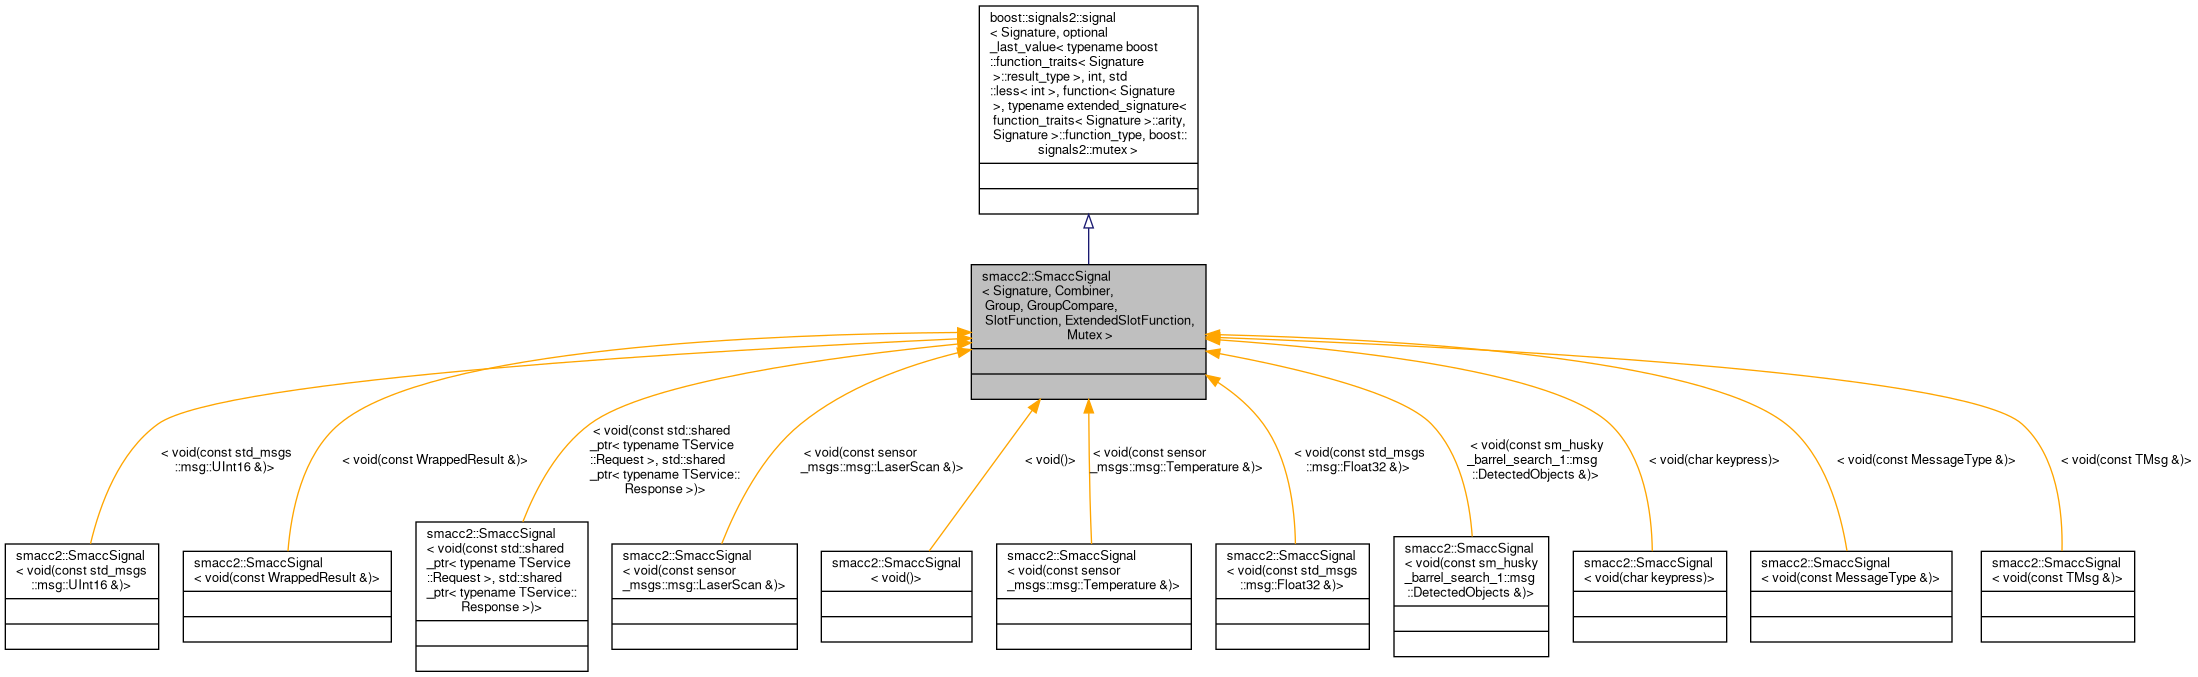 boost::signals2::signal
< Signature, optional
_last_value< typename boost
::function_traits< Signature
>::result_type >, int, std
::less< int >, function< Signature
>, typename extended_signature<
function_traits< Signature >::arity,
Signature >::function_type, boost::
signals2::mutex >
smacc2::SmaccSignal
< Signature, Combiner,
Group, GroupCompare,
SlotFunction, ExtendedSlotFunction,
Mutex >
< void(const std_msgs
::msg::UInt16 &)>
< void(const WrappedResult &)>
< void(const std::shared
_ptr< typename TService
::Request >, std::shared
_ptr< typename TService::
Response >)>
< void(const sensor
_msgs::msg::LaserScan &)>
< void()>
< void(const sensor
_msgs::msg::Temperature &)>
< void(const std_msgs
::msg::Float32 &)>
< void(const sm_husky
_barrel_search_1::msg
::DetectedObjects &)>
< void(char keypress)>
< void(const MessageType &)>
< void(const TMsg &)>
smacc2::SmaccSignal
< void(const std_msgs
::msg::UInt16 &)>
smacc2::SmaccSignal
< void(const WrappedResult &)>
smacc2::SmaccSignal
< void(const std::shared
_ptr< typename TService
::Request >, std::shared
_ptr< typename TService::
Response >)>
smacc2::SmaccSignal
< void(const sensor
_msgs::msg::LaserScan &)>
smacc2::SmaccSignal
< void()>
smacc2::SmaccSignal
< void(const sensor
_msgs::msg::Temperature &)>
smacc2::SmaccSignal
< void(const std_msgs
::msg::Float32 &)>
smacc2::SmaccSignal
< void(const sm_husky
_barrel_search_1::msg
::DetectedObjects &)>
smacc2::SmaccSignal
< void(char keypress)>
smacc2::SmaccSignal
< void(const MessageType &)>
smacc2::SmaccSignal
< void(const TMsg &)>